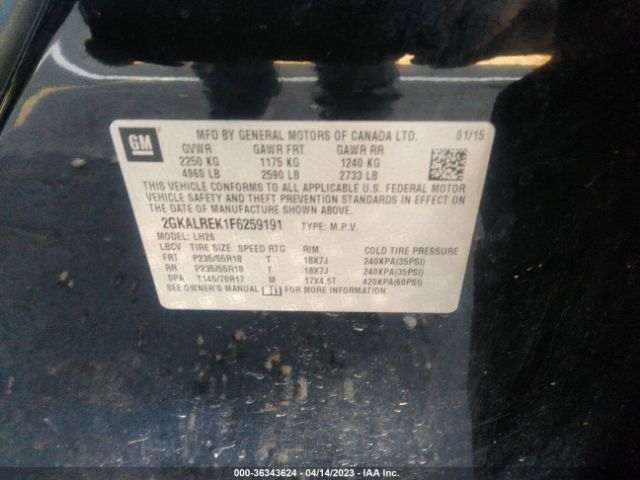 GM
MFD BY GENERAL MOTORS OF CANADA LTD. 01/15
GVWR GAWR FRT GAWR RR
2250 KG 1175 KG 1240 KG
4960 LB 2590 LB 2733 LB
THIS VEHICLE CONFORMS TO ALL APPLICABLE U.S. FEDERAL MOTOR
VEHICLE SAFETY AND THEFT PREVENTION STANDARDS IN EFFECT ON THE
DATE OF MANUFACTURE SHOWN ABOVE.
2GKALREK1F6259191 TYPE: M.P.V.
MODEL: LH26
LBCV TIRE SIZE SPEED RTG RIM COLD TIRE PRESSURE
FRT P235/55R18 T 18X7J 240KPA(35PSI)
RR P235/55R18 T 18X7J 240KPA(35PSI)
SPA T145/70R17 M 17X4.5T 420KPA(60PSI)
SEE OWNER'S MANUAL FOR MORE INFORMATION.
000-36343624 - 04/14/2023 - IAA Inc.